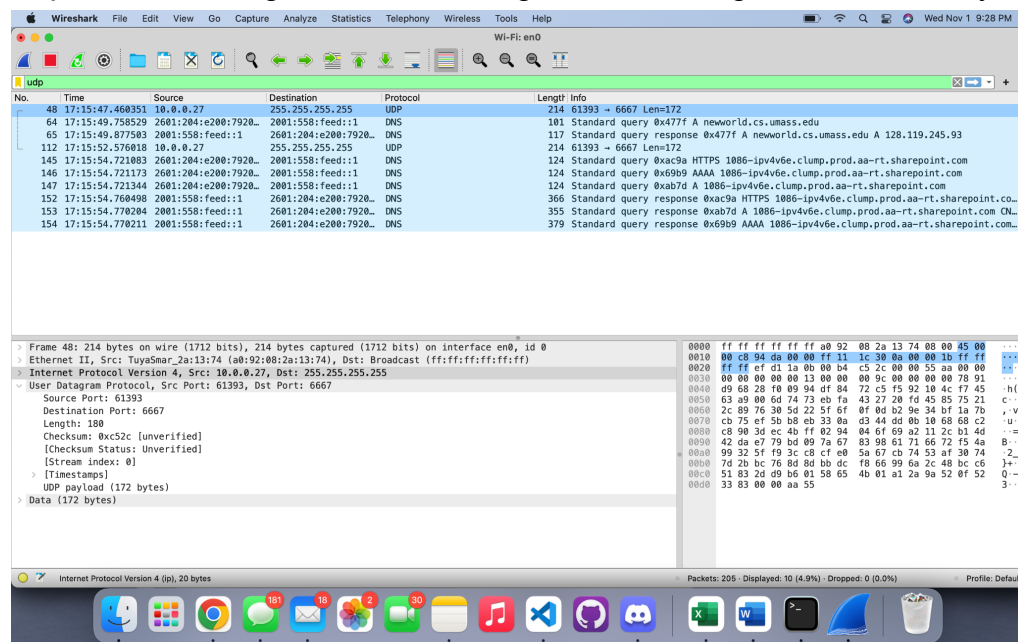 Wireshark File Edit View Go Capture Analyze Statistics Telephony Wireless Tools Help Wed Nov 1 9:28 PM
Wi-Fi: en0
udp
No. Time Source Destination Protocol Length Info
48 17:15:47.460351 10.0.0.27 255.255.255.255 UDP 214 61393 → 6667 Len=172
64 17:15:49.758529 2601:204:e200:7920… 2001:558:feed::1 DNS 101 Standard query 0x477f A newworld.cs.umass.edu
65 17:15:49.877503 2001:558:feed::1 2601:204:e200:7920… DNS 117 Standard query response 0x477f A newworld.cs.umass.edu A 128.119.245.93
112 17:15:52.576018 10.0.0.27 255.255.255.255 UDP 214 61393 → 6667 Len=172
145 17:15:54.721083 2601:204:e200:7920… 2001:558:feed::1 DNS 124 Standard query 0xac9a HTTPS 1086-ipv4v6e.clump.prod.aa-rt.sharepoint.com
146 17:15:54.721173 2601:204:e200:7920… 2001:558:feed::1 DNS 124 Standard query 0x69b9 AAAA 1086-ipv4v6e.clump.prod.aa-rt.sharepoint.com
147 17:15:54.721344 2601:204:e200:7920… 2001:558:feed::1 DNS 124 Standard query 0xab7d A 1086-ipv4v6e.clump.prod.aa-rt.sharepoint.com
152 17:15:54.760498 2001:558:feed::1 2601:204:e200:7920… DNS 366 Standard query response 0xac9a HTTPS 1086-ipv4v6e.clump.prod.aa-rt.sharepoint.co…
153 17:15:54.770204 2001:558:feed::1 2601:204:e200:7920… DNS 355 Standard query response 0xab7d A 1086-ipv4v6e.clump.prod.aa-rt.sharepoint.com CN…
154 17:15:54.770211 2001:558:feed::1 2601:204:e200:7920… DNS 379 Standard query response 0x69b9 AAAA 1086-ipv4v6e.clump.prod.aa-rt.sharepoint.com…
Frame 48: 214 bytes on wire (1712 bits), 214 bytes captured (1712 bits) on interface en0, id 0
Ethernet II, Src: TuyaSmar_2a:13:74 (a0:92:08:2a:13:74), Dst: Broadcast (ff:ff:ff:ff:ff:ff)
Internet Protocol Version 4, Src: 10.0.0.27, Dst: 255.255.255.255
User Datagram Protocol, Src Port: 61393, Dst Port: 6667
Source Port: 61393
Destination Port: 6667
Length: 180
Checksum: 0xc52c [unverified]
[Checksum Status: Unverified]
[Stream index: 0]
[Timestamps]
UDP payload (172 bytes)
Data (172 bytes)
0000 ff ff ff ff ff ff a0 92 08 2a 13 74 08 00 45 00
0010 00 c8 94 da 00 00 ff 11 1c 30 0a 00 00 1b ff ff
0020 ff ff ef d1 1a 0b 00 b4 c5 2c 00 00 55 aa 00 00
0030 00 00 00 00 00 13 00 00 00 9c 00 00 00 78 91
0040 d9 68 28 f0 09 94 df 84 72 c5 f5 92 10 4c f7 45
0050 63 a9 00 6d 74 73 eb fa 43 27 20 fd 45 85 75 21
0060 2c 89 76 30 5d 22 5f 6f 0f 0d b2 9e 34 bf 1a 7b
0070 cb 75 ef 5b b8 eb 33 0a d3 44 dd 0b 10 68 68 c2
0080 c8 90 3d ec 4b ff 02 94 04 6f 69 a2 11 2c b1 4d
0090 42 da e7 79 bd 09 7a 67 83 98 61 71 66 72 f5 4a
00a0 99 32 5f f9 3c c8 cf e0 5a 67 cb 74 53 af 30 74
00b0 7d 2b bc 76 8d 8d bb dc f8 66 99 6a 2c 48 bc c6
00c0 51 83 2d d9 b6 01 58 65 4b 01 a1 2a 9a 52 0f 52
00d0 33 83 00 00 aa 55
Internet Protocol Version 4 (ip), 20 bytes Packets: 205 · Displayed: 10 (4.9%) · Dropped: 0 (0.0%) Profile: Defau
181 18 2 30